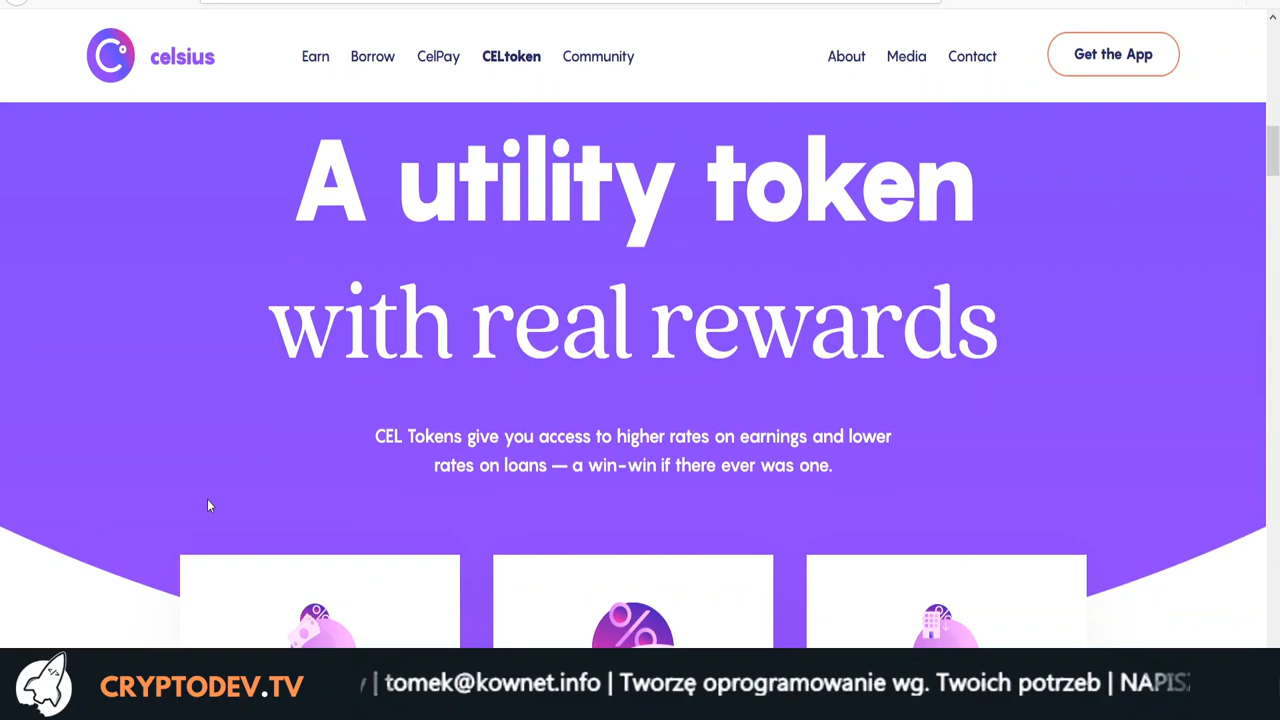 celsius
Earn Borrow CelPay CELtoken Community About Media Contact Get the App
A utility token
with real rewards
CEL Tokens give you access to higher rates on earnings and lower
rates on loans — a win-win if there ever was one.
CRYPTODEV.TV | tomek@kownet.info | Tworzę oprogramowanie wg. Twoich potrzeb |